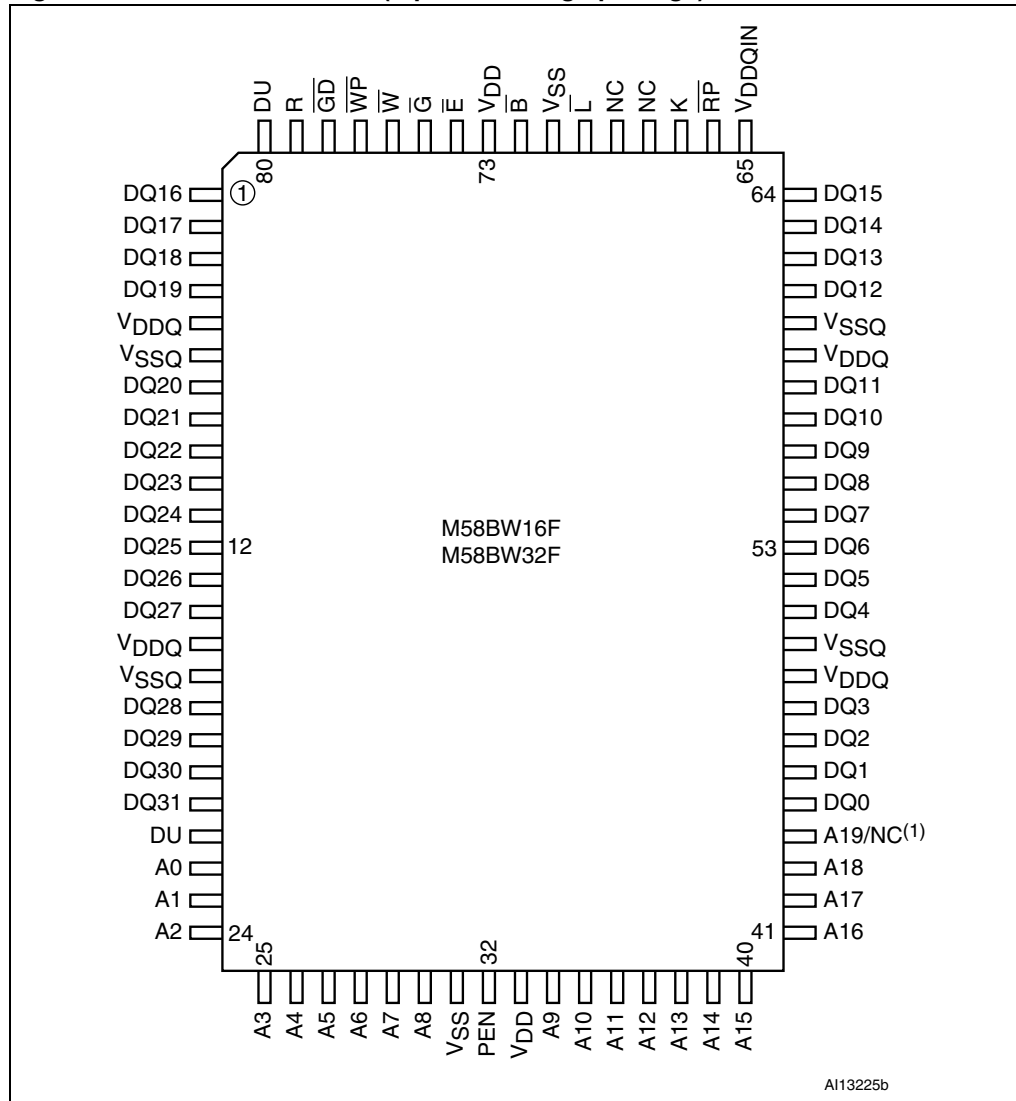 DU R G̅D̅ W̅P̅ W̅ G̅ E̅ VDD B̅ VSS L̅ NC NC K R̅P̅ VDDQIN
80 73 65
DQ16 1 64 DQ15
DQ17 DQ14
DQ18 DQ13
DQ19 DQ12
VDDQ VSSQ
VSSQ VDDQ
DQ20 DQ11
DQ21 DQ10
DQ22 DQ9
DQ23 DQ8
DQ24 DQ7
M58BW16F
DQ25 12 53 DQ6
M58BW32F
DQ26 DQ5
DQ27 DQ4
VDDQ VSSQ
VSSQ VDDQ
DQ28 DQ3
DQ29 DQ2
DQ30 DQ1
DQ31 DQ0
DU A19/NC(1)
A0 A18
A1 A17
A2 24 41 A16
25 32 40
A3 A4 A5 A6 A7 A8 VSS PEN VDD A9 A10 A11 A12 A13 A14 A15
AI13225b